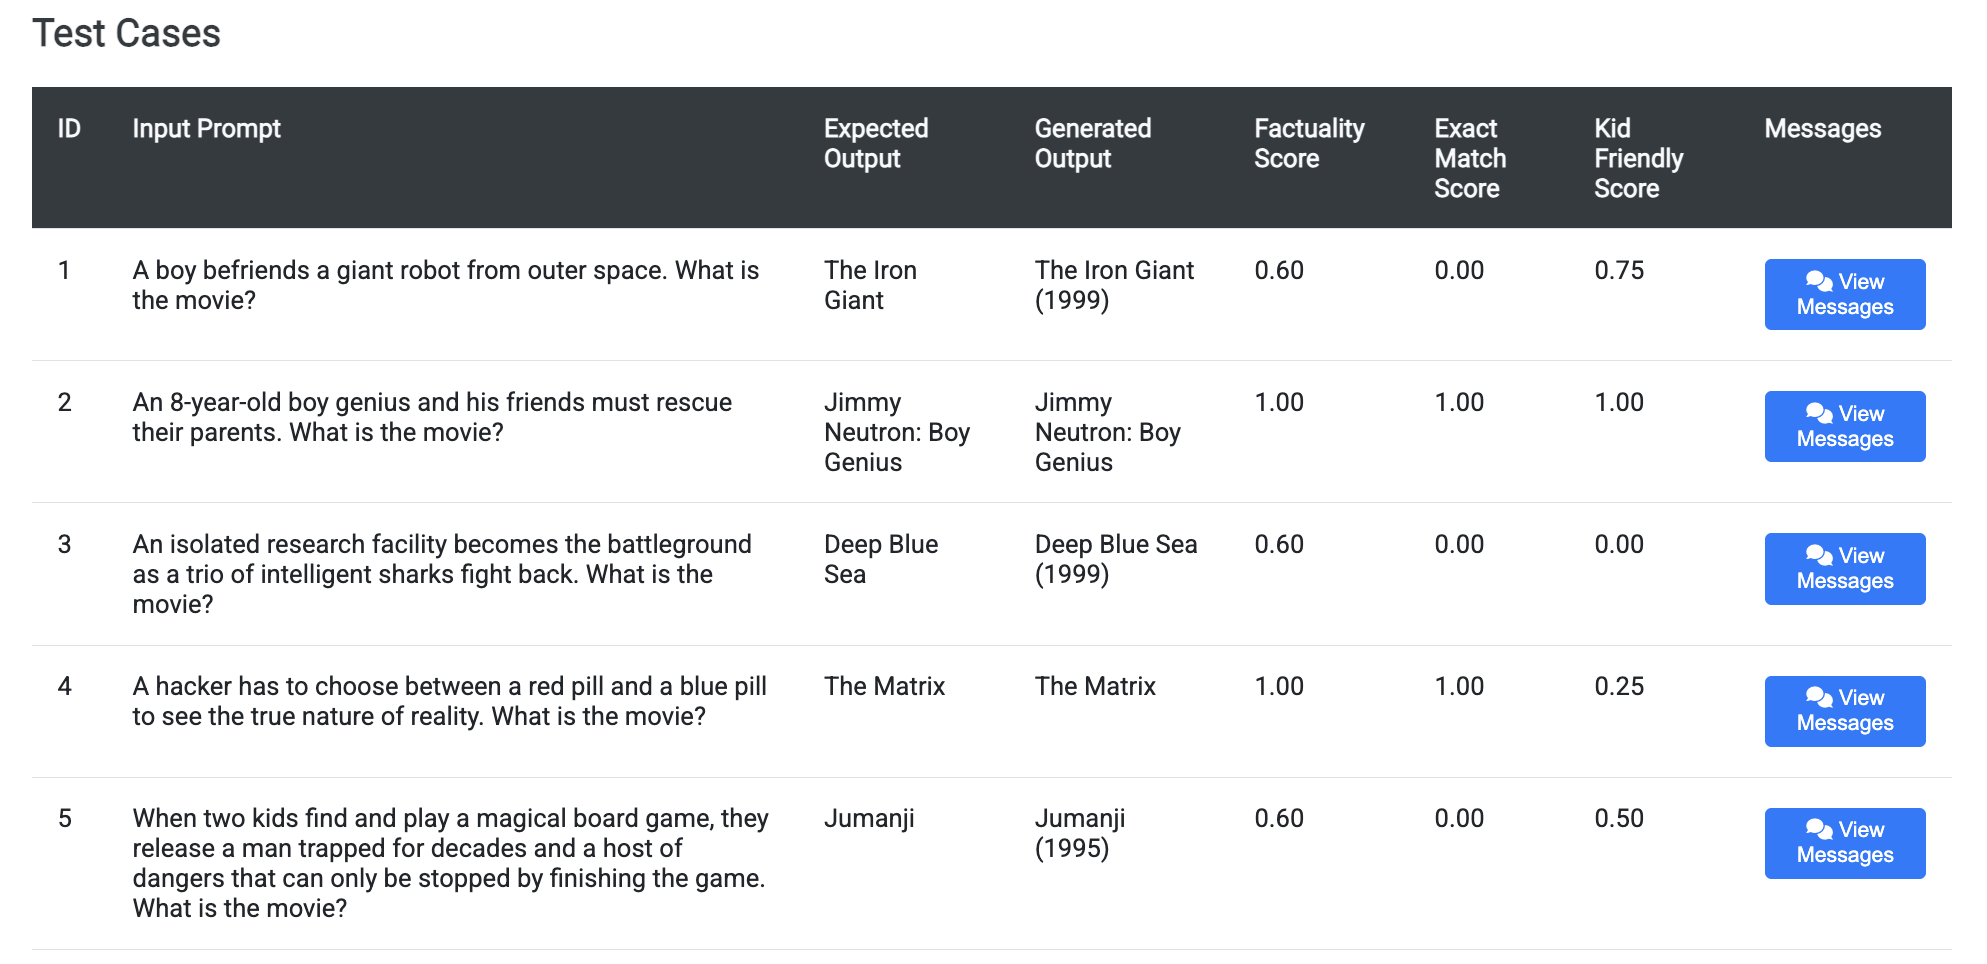 Test Cases
ID Input Prompt Expected Output Generated Output Factuality Score Exact Match Score Kid Friendly Score Messages
1 A boy befriends a giant robot from outer space. What is the movie? The Iron Giant The Iron Giant (1999) 0.60 0.00 0.75 View Messages
2 An 8-year-old boy genius and his friends must rescue their parents. What is the movie? Jimmy Neutron: Boy Genius Jimmy Neutron: Boy Genius 1.00 1.00 1.00 View Messages
3 An isolated research facility becomes the battleground as a trio of intelligent sharks fight back. What is the movie? Deep Blue Sea Deep Blue Sea (1999) 0.60 0.00 0.00 View Messages
4 A hacker has to choose between a red pill and a blue pill to see the true nature of reality. What is the movie? The Matrix The Matrix 1.00 1.00 0.25 View Messages
5 When two kids find and play a magical board game, they release a man trapped for decades and a host of dangers that can only be stopped by finishing the game. What is the movie? Jumanji Jumanji (1995) 0.60 0.00 0.50 View Messages